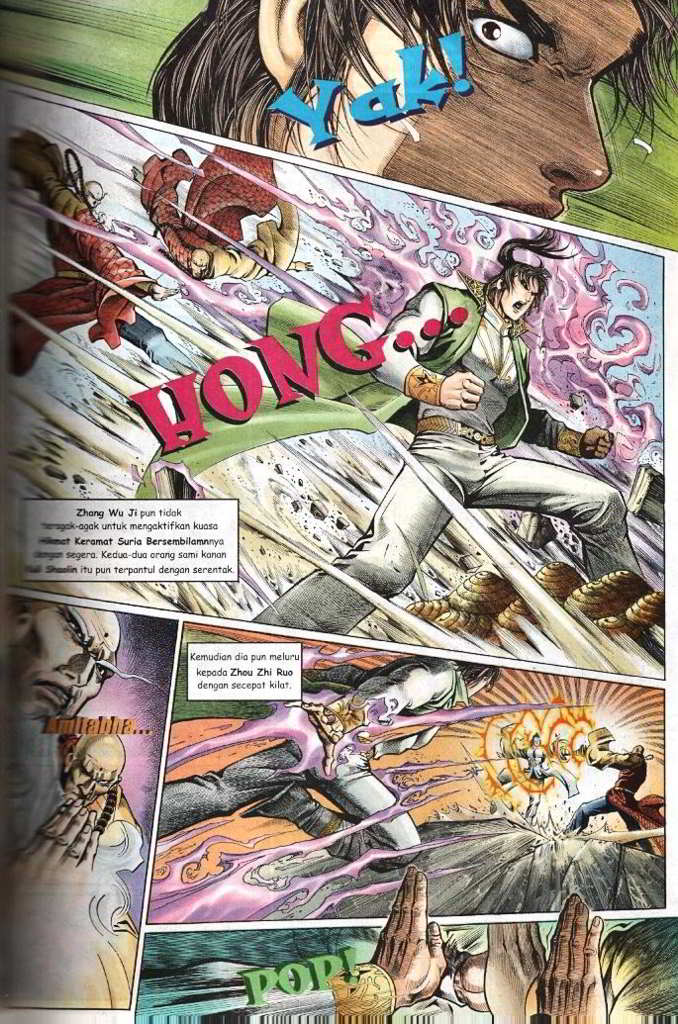 Yak!
HONG...
Zhang Wu Ji pun tidak
teragak-agak untuk mengaktifkan kuasa
Hikmat Keramat Suria Bersembilannya
dengan segera. Kedua-dua orang sami kanan
Kuil Shaolin itu pun terpantul dengan serentak.
Kemudian dia pun meluru
kepada Zhou Zhi Ruo
dengan secepat kilat.
Amitabha...
POP!